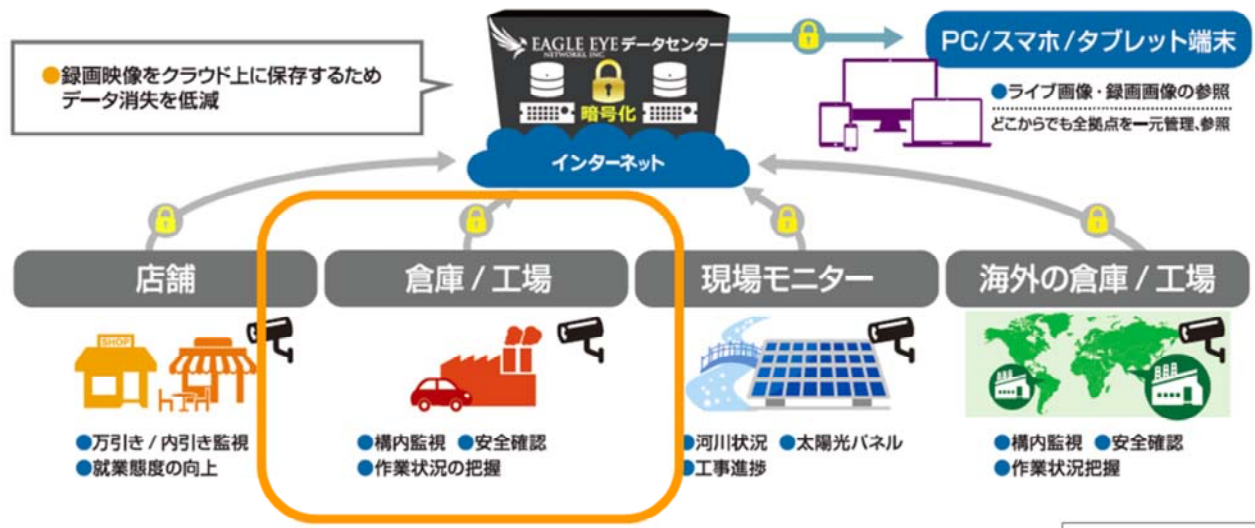 EAGLE EYE データセンター
NETWORKS INC.
暗号化
インターネット
●録画映像をクラウド上に保存するため
データ消失を低減
PC/スマホ/タブレット端末
●ライブ画像・録画画像の参照
どこからでも全拠点を一元管理、参照
店舗
SHOP
●万引き / 内引き監視
●就業態度の向上
倉庫 / 工場
●構内監視 ●安全確認
●作業状況の把握
現場モニター
●河川状況 ●太陽光パネル
●工事進捗
海外の倉庫 / 工場
●構内監視 ●安全確認
●作業状況把握